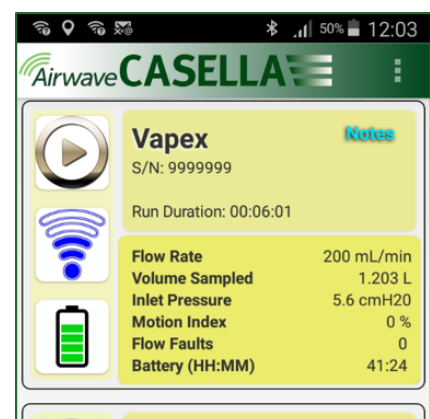 50% 12:03
Airwave CASELLA
Vapex
Notes
S/N: 9999999
Run Duration: 00:06:01
Flow Rate 200 mL/min
Volume Sampled 1.203 L
Inlet Pressure 5.6 cmH20
Motion Index 0 %
Flow Faults 0
Battery (HH:MM) 41:24